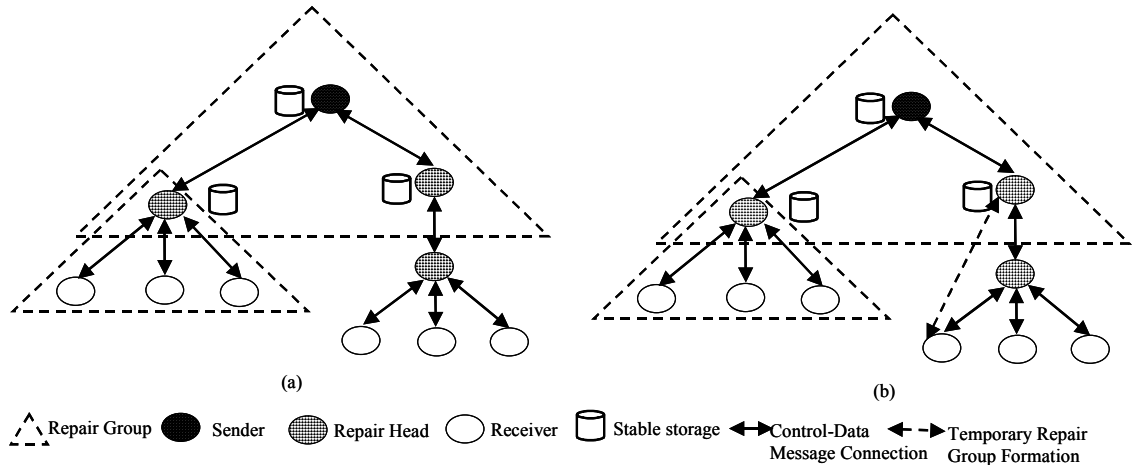 (a)
(b)
Repair Group
Sender
Repair Head
Receiver
Stable storage
Control-Data
Message Connection
Temporary Repair
Group Formation